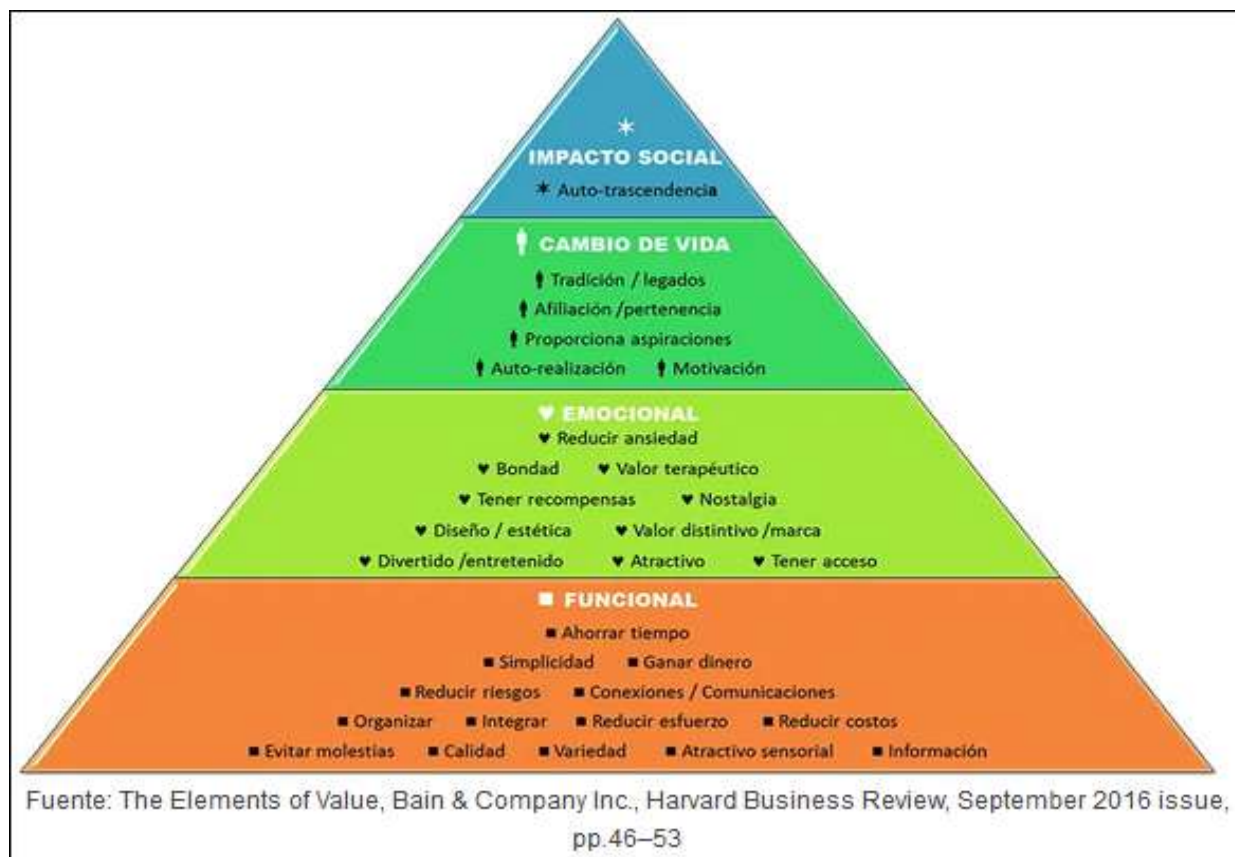 IMPACTO SOCIAL
* Auto-trascendencia
CAMBIO DE VIDA
Tradición / legados
Afiliación /pertenencia
Proporciona aspiraciones
Auto-realización Motivación
♥ EMOCIONAL
♥ Reducir ansiedad
♥ Bondad ♥ Valor terapéutico
♥ Tener recompensas ♥ Nostalgia
♥ Diseño / estética ♥ Valor distintivo /marca
♥ Divertido /entretenido ♥ Atractivo ♥ Tener acceso
■ FUNCIONAL
■ Ahorrar tiempo
■ Simplicidad ■ Ganar dinero
■ Reducir riesgos ■ Conexiones / Comunicaciones
■ Organizar ■ Integrar ■ Reducir esfuerzo ■ Reducir costos
■ Evitar molestias ■ Calidad ■ Variedad ■ Atractivo sensorial ■ Información
Fuente: The Elements of Value, Bain & Company Inc., Harvard Business Review, September 2016 issue,
pp.46–53